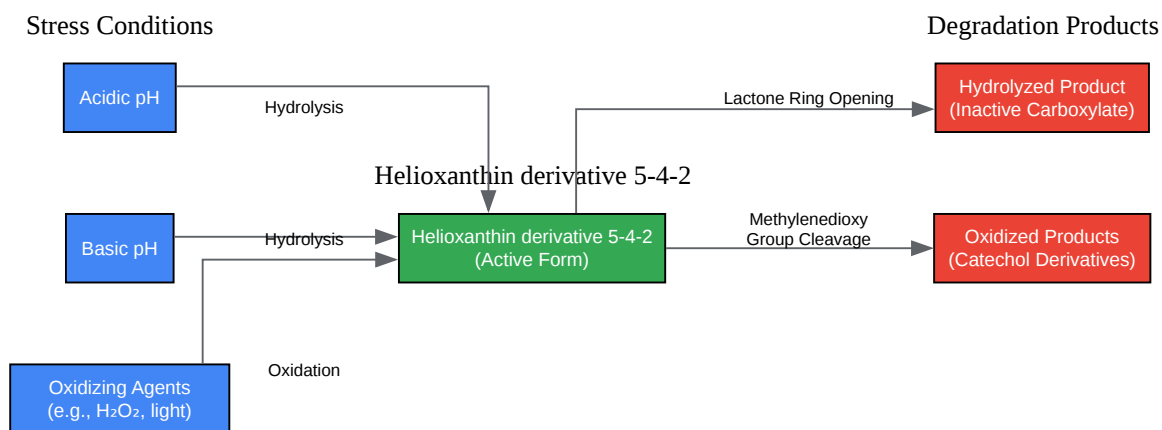 Stress Conditions
Degradation Products
Acidic pH
Hydrolysis
Lactone Ring Opening
Hydrolyzed Product
(Inactive Carboxylate)
Helioxanthin derivative 5-4-2
Basic pH
Hydrolysis
Helioxanthin derivative 5-4-2
(Active Form)
Methylenedioxy
Group Cleavage
Oxidized Products
(Catechol Derivatives)
Oxidation
Oxidizing Agents
(e.g., H₂O₂, light)